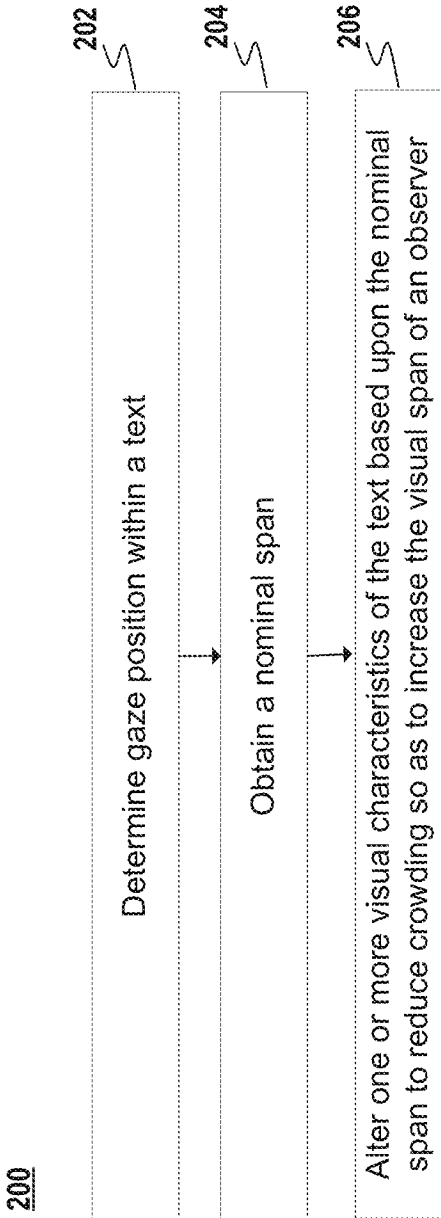 200
202
Determine gaze position within a text
204
Obtain a nominal span
206
Alter one or more visual characteristics of the text based upon the nominal
span to reduce crowding so as to increase the visual span of an observer